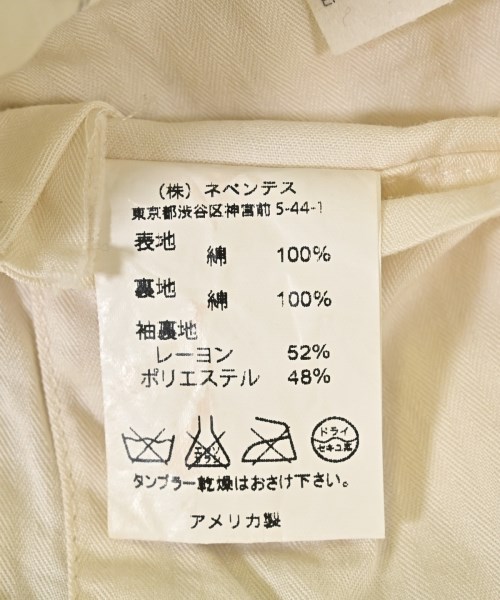 （株）ネペンテス
東京都渋谷区神宮前 5-44-1
表地
綿 100%
裏地
綿 100%
袖裏地
レーヨン 52%
ポリエステル 48%
ドライ
セキユ系
タンブラー乾燥はおさけ下さい。
アメリカ製